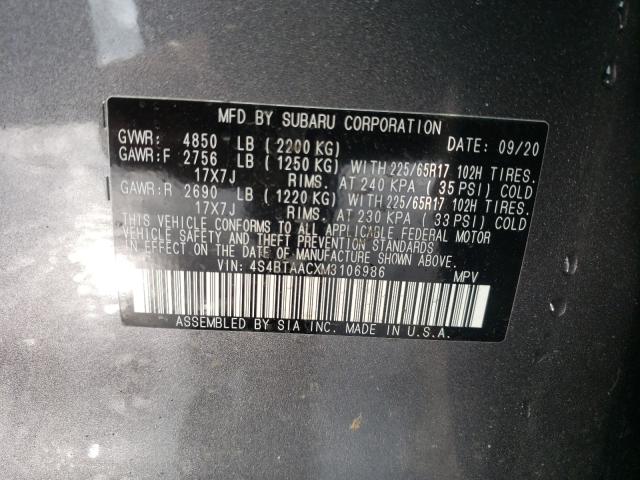 MFD BY SUBARU CORPORATION
GVWR: 4850 LB ( 2200 KG) DATE: 09/20
GAWR:F 2756 LB ( 1250 KG) WITH 225/65R17 102H TIRES.
17X7J RIMS. AT 240 KPA ( 35 PSI) COLD
GAWR:R 2690 LB ( 1220 KG) WITH 225/65R17 102H TIRES.
17X7J RIMS. AT 230 KPA ( 33 PSI) COLD
THIS VEHICLE CONFORMS TO ALL APPLICABLE FEDERAL MOTOR
VEHICLE SAFETY AND THEFT PREVENTION STANDARDS
IN EFFECT ON THE DATE OF MANUFACTURE SHOWN ABOVE.
VIN: 4S4BTAACXM3106986 MPV
ASSEMBLED BY SIA INC. MADE IN U.S.A.